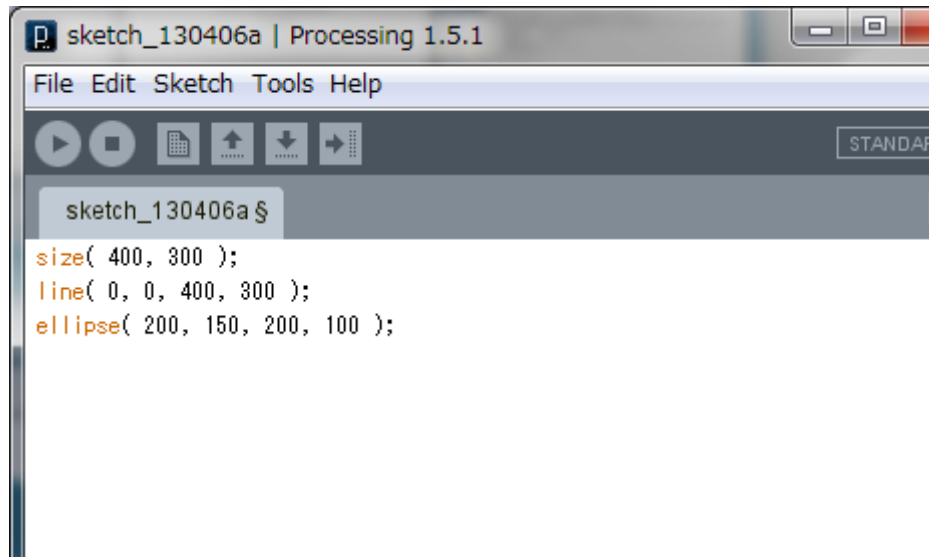 sketch_130406a | Processing 1.5.1
File Edit Sketch Tools Help
STANDAR
sketch_130406a §
size( 400, 300 );
line( 0, 0, 400, 300 );
ellipse( 200, 150, 200, 100 );